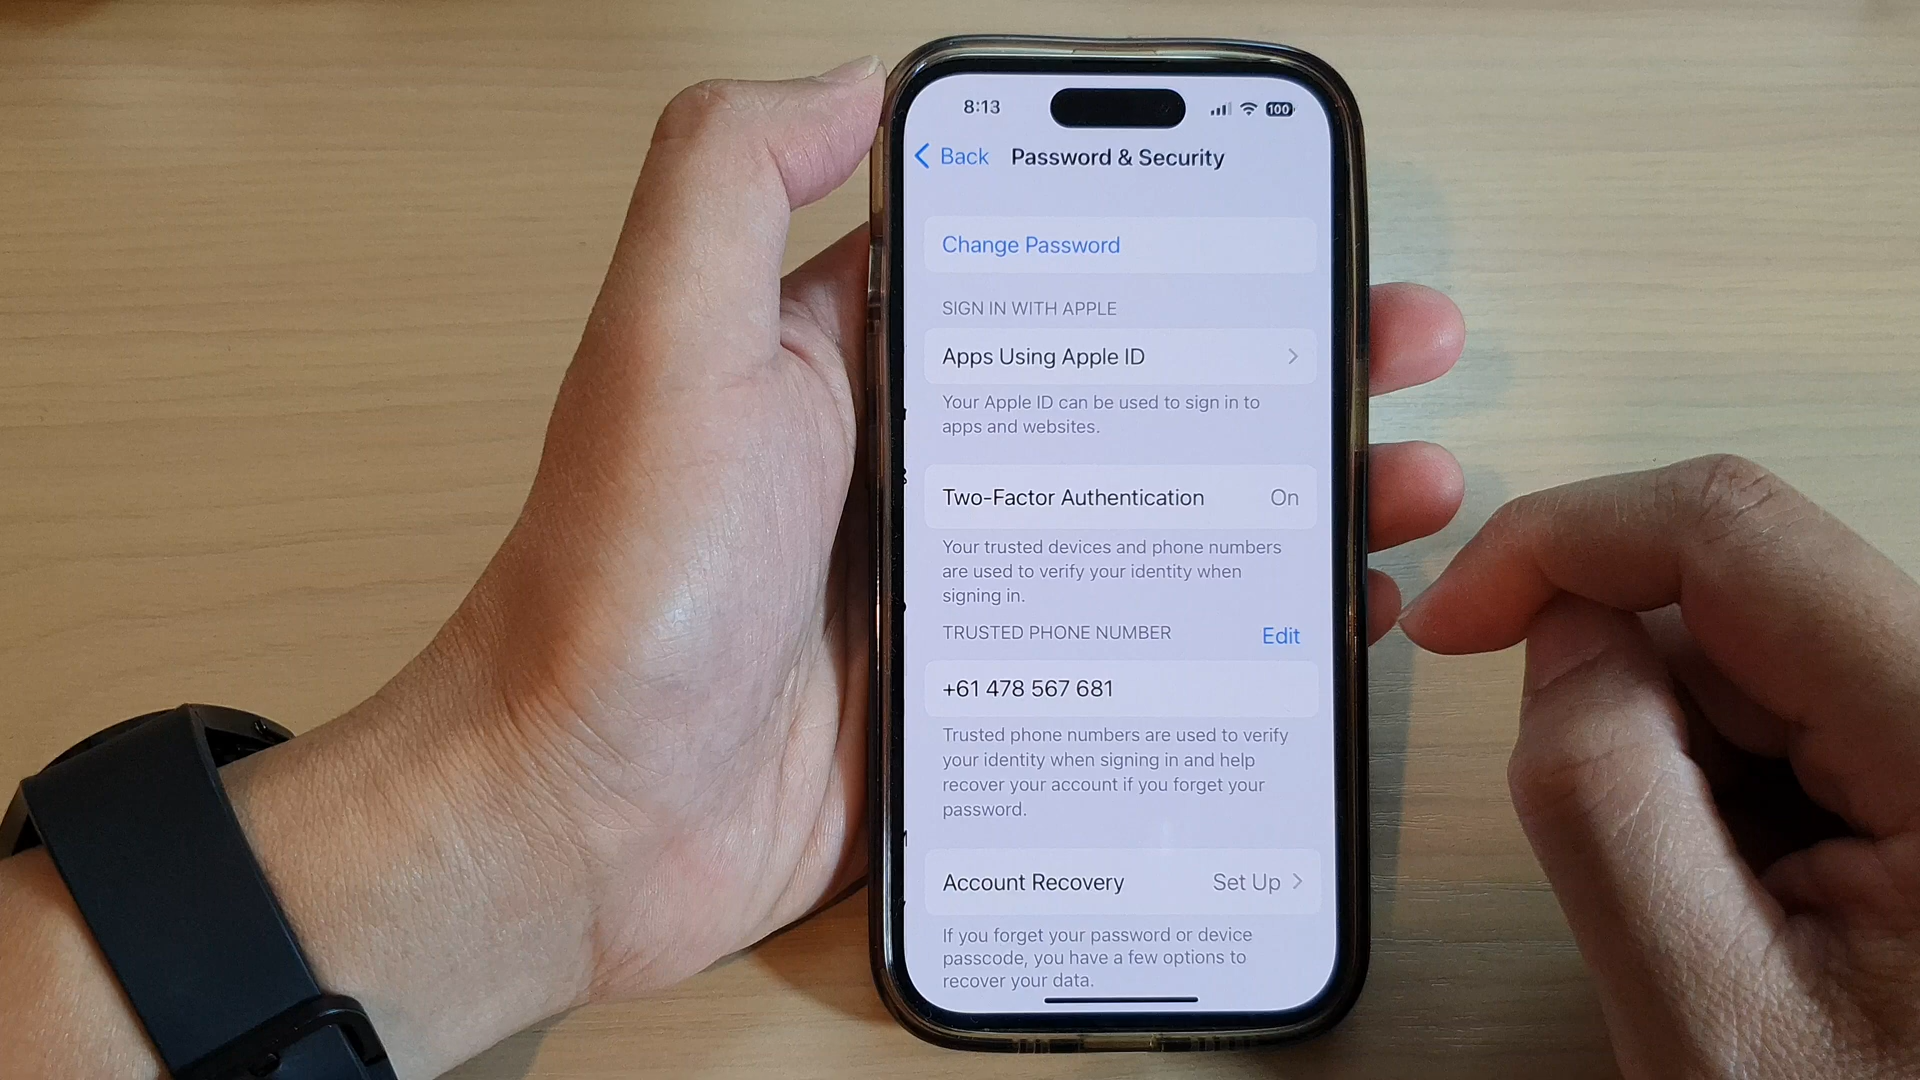 8:13
100
Back Password & Security
Change Password
SIGN IN WITH APPLE
Apps Using Apple ID
Your Apple ID can be used to sign in to
apps and websites.
Two-Factor Authentication On
Your trusted devices and phone numbers
are used to verify your identity when
signing in.
TRUSTED PHONE NUMBER Edit
+61 478 567 681
Trusted phone numbers are used to verify
your identity when signing in and help
recover your account if you forget your
password.
Account Recovery Set Up
If you forget your password or device
passcode, you have a few options to
recover your data.